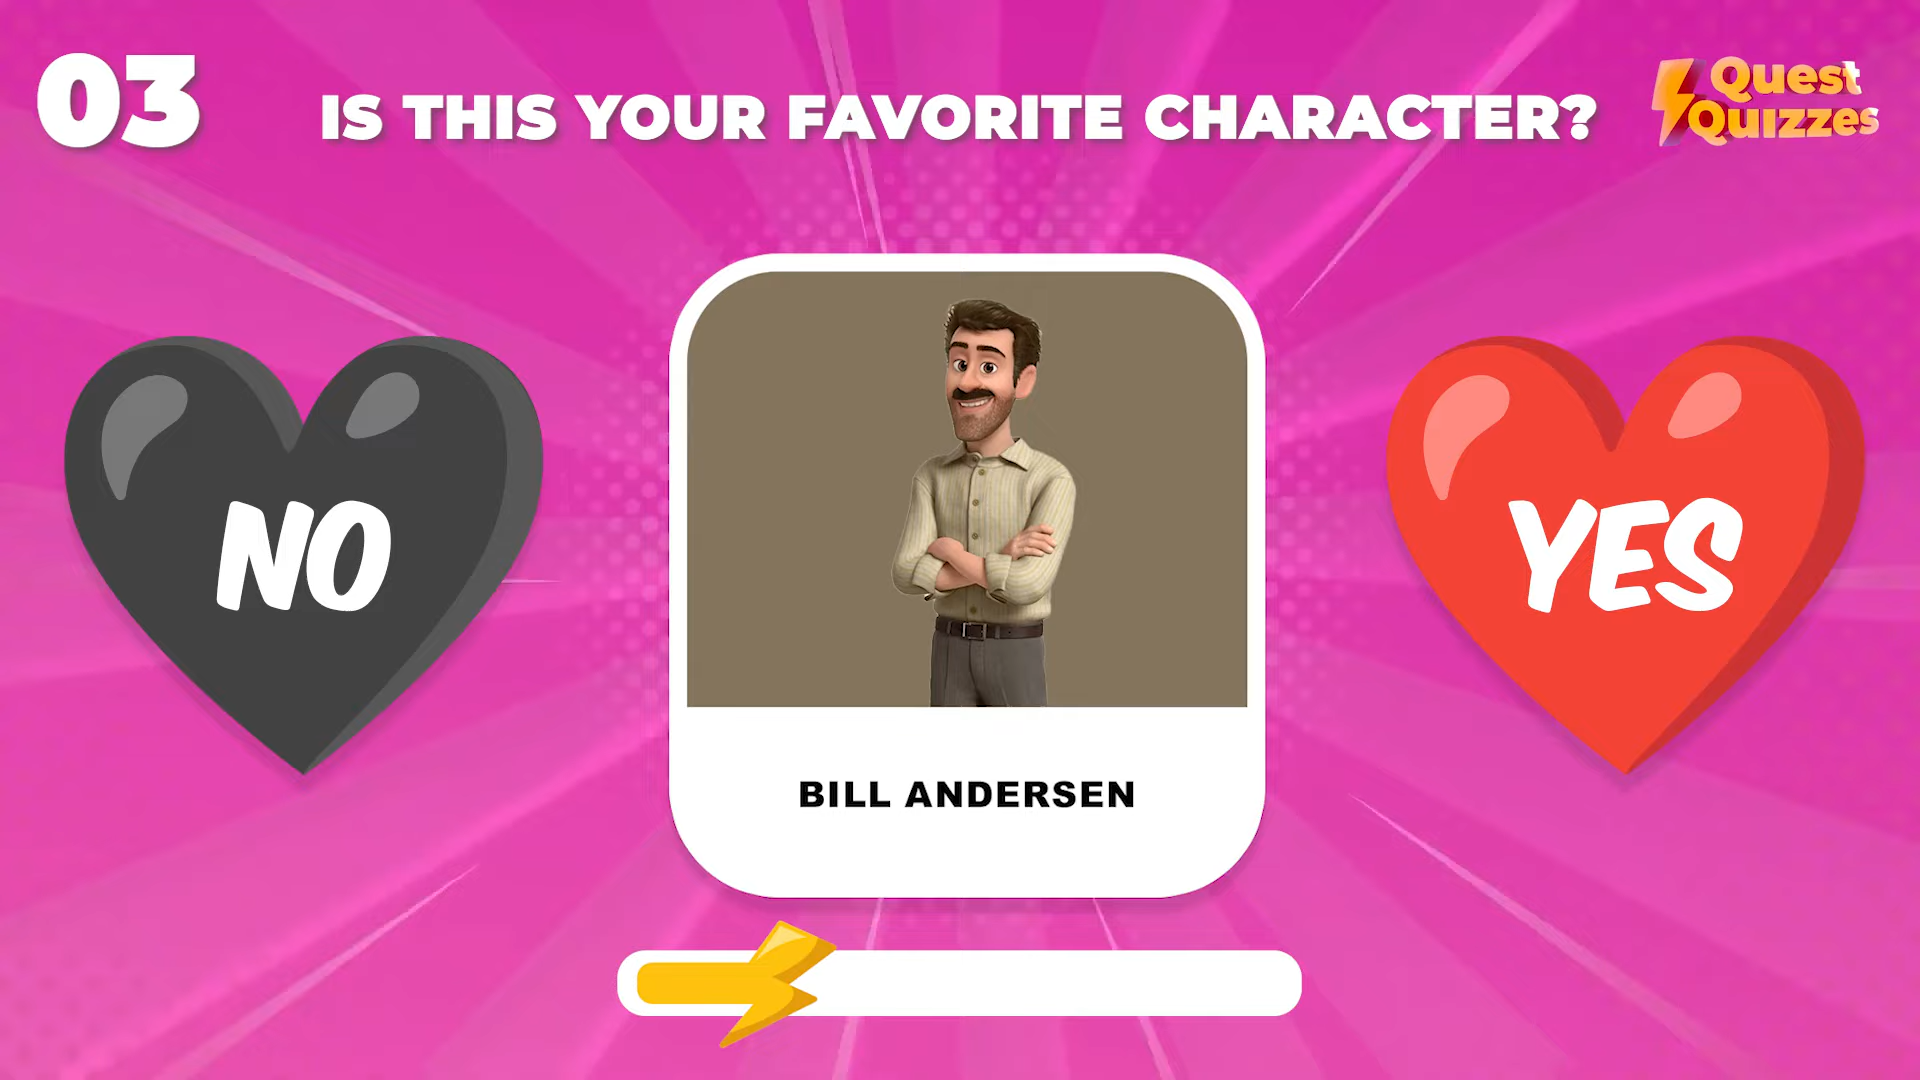 03
IS THIS YOUR FAVORITE CHARACTER?
Quest
Quizzes
NO
YES
BILL ANDERSEN